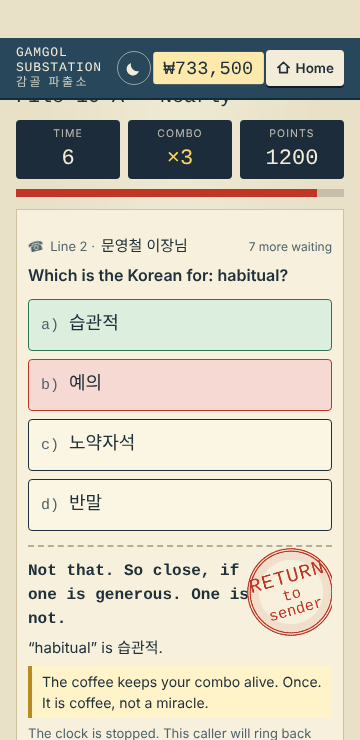 GAMGOL
SUBSTATION
감골 파출소
₩733,500
Home
TIME
6
COMBO
×3
POINTS
1200
☎ Line 2 · 문영철 이장님
7 more waiting
Which is the Korean for: habitual?
a) 습관적
b) 예의
c) 노약자석
d) 반말
Not that. So close, if
one is generous. One is
not.
RETURN
to
sender
“habitual” is 습관적.
The coffee keeps your combo alive. Once.
It is coffee, not a miracle.
The clock is stopped. This caller will ring back